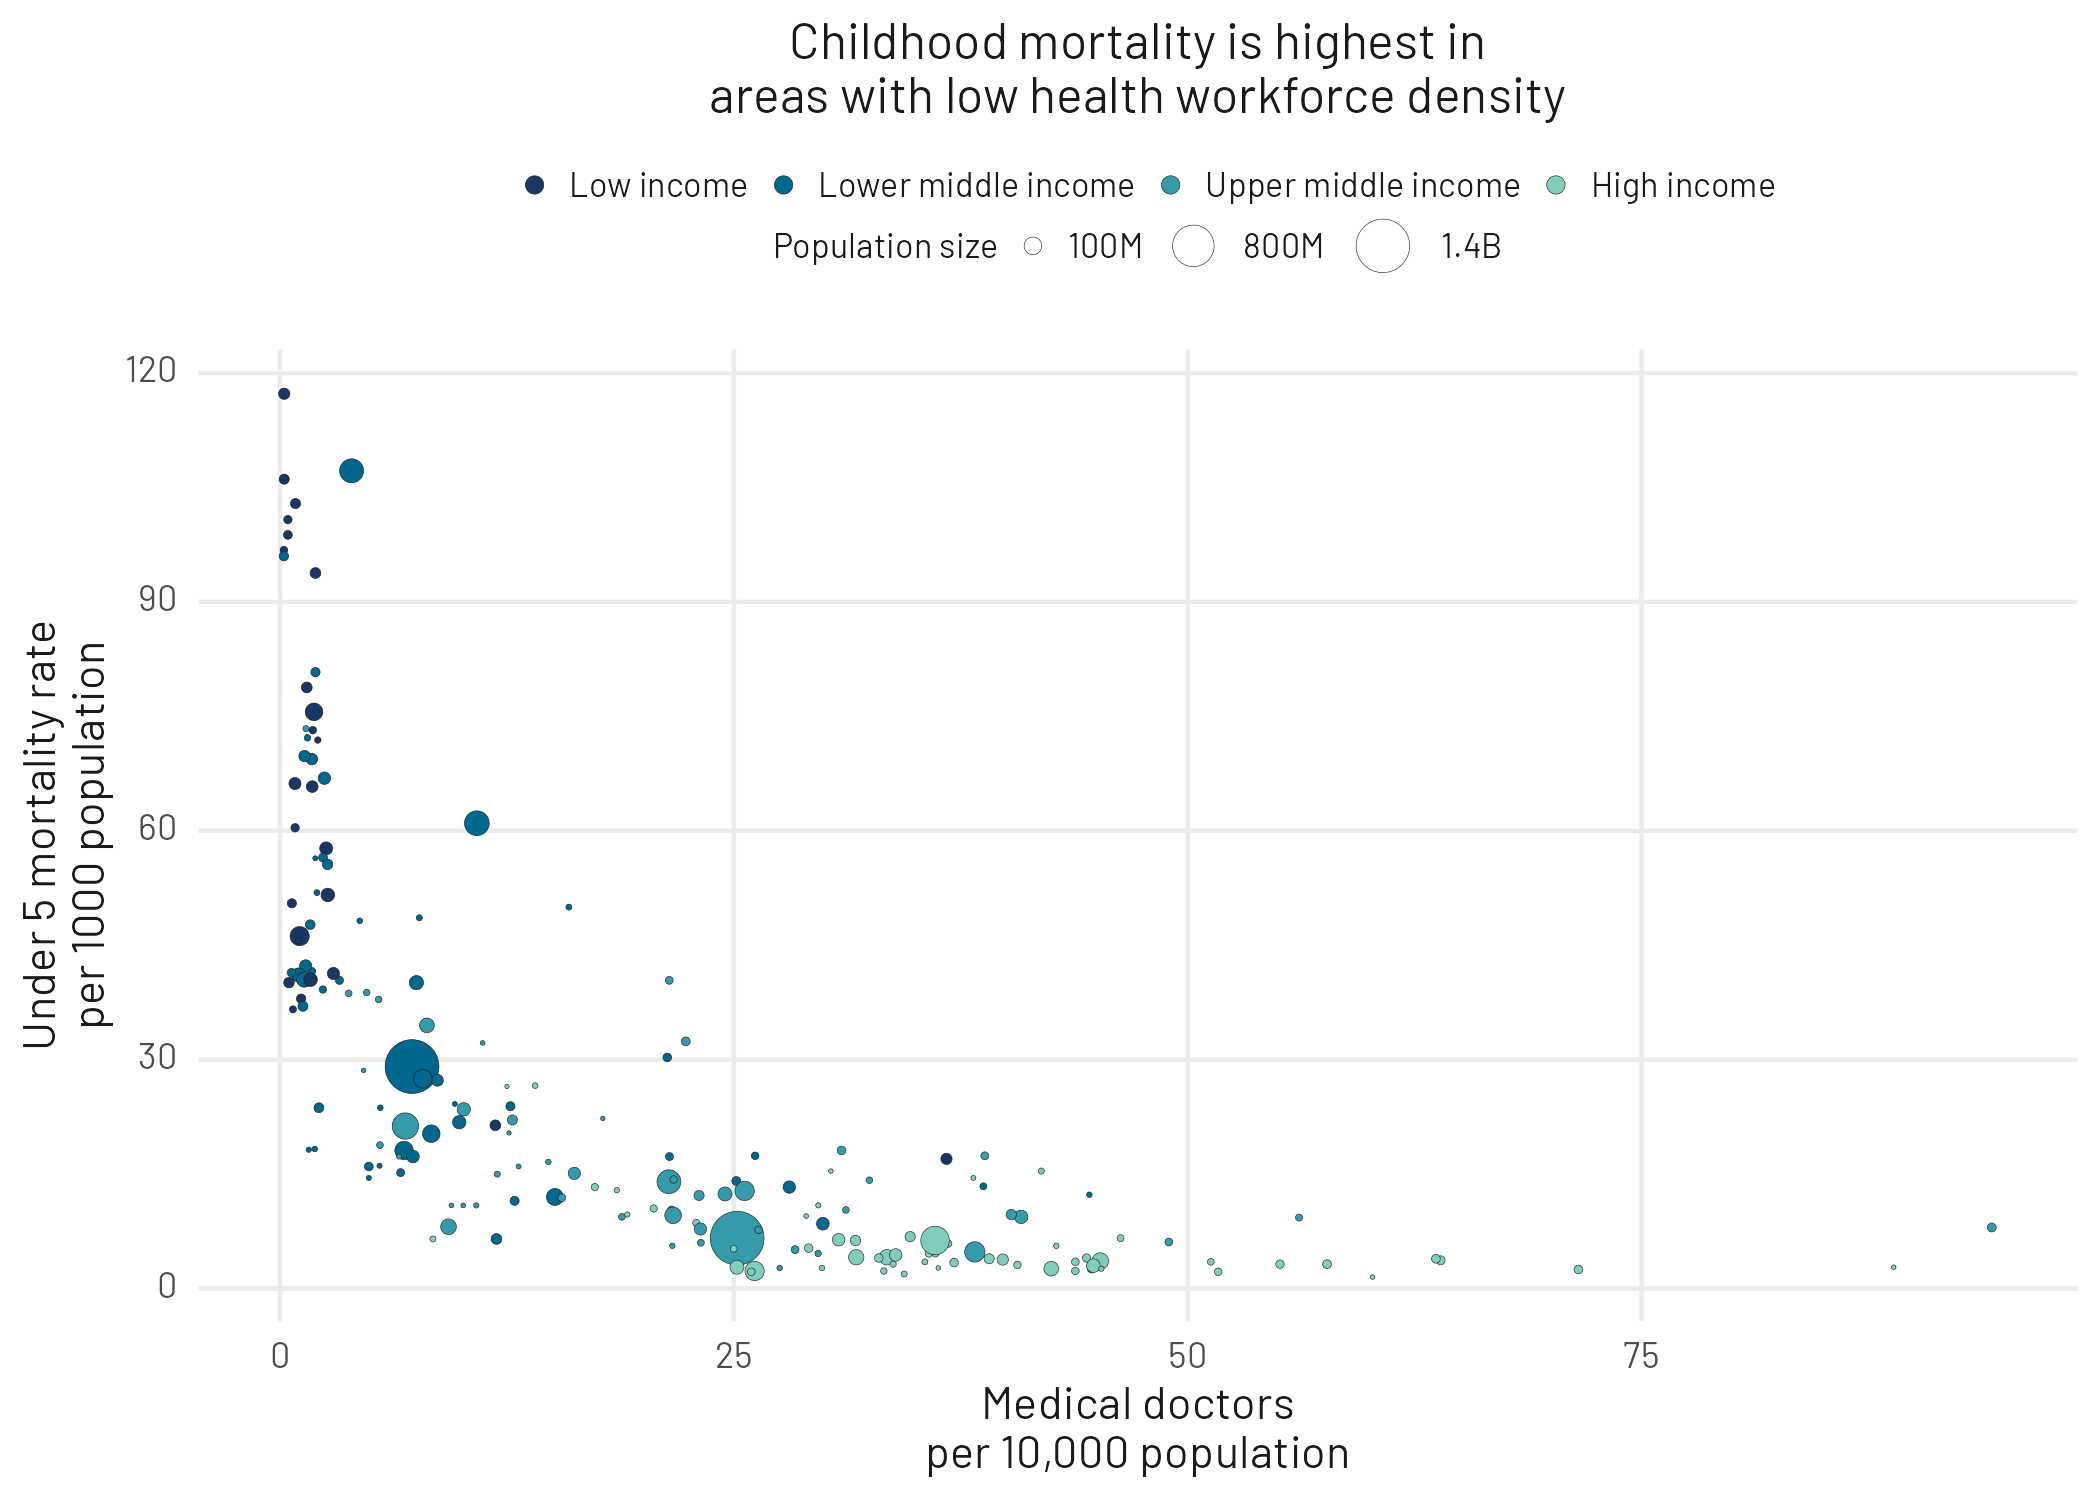 Childhood mortality is highest in
areas with low health workforce density
Low income Lower middle income Upper middle income High income
Population size 100M 800M 1.4B
Under 5 mortality rate
per 1000 population
120
90
60
30
0
0 25 50 75
Medical doctors
per 10,000 population